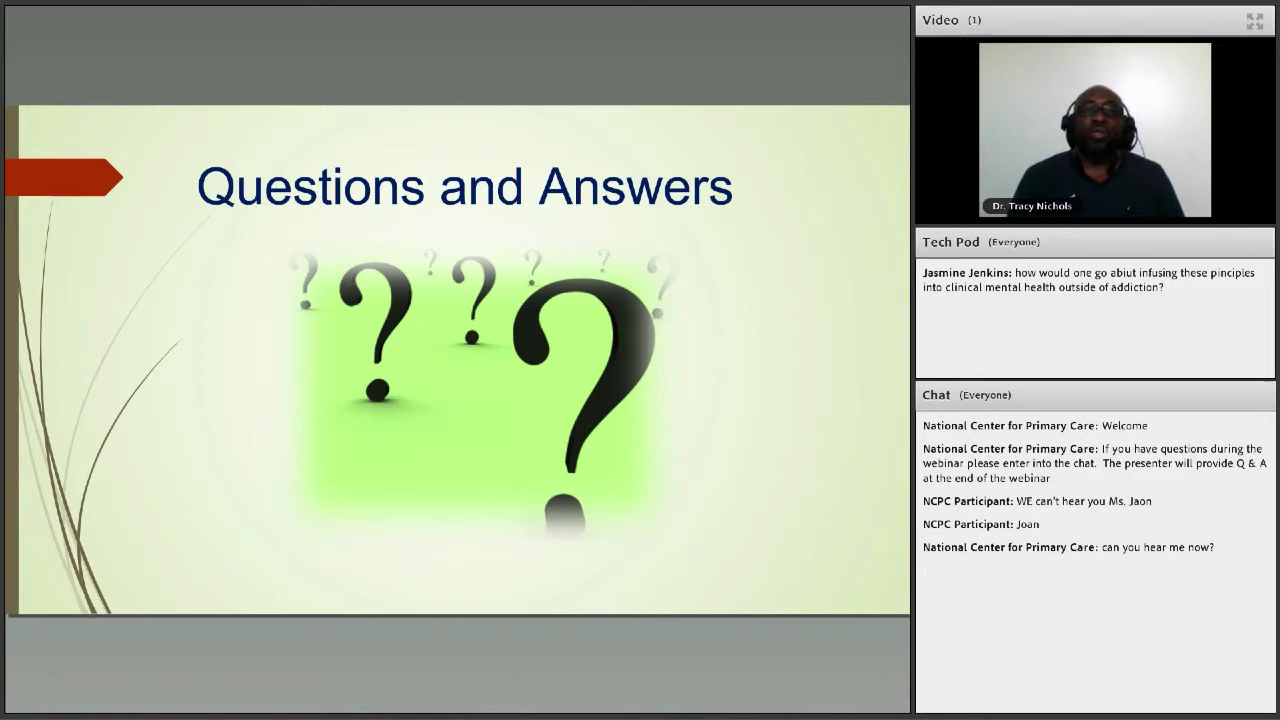 Questions and Answers
Video (1)
Dr. Tracy Nichols
Tech Pod (Everyone)
Jasmine Jenkins: how would one go abiut infusing these pinciples
into clinical mental health outside of addiction?
Chat (Everyone)
National Center for Primary Care: Welcome
National Center for Primary Care: If you have questions during the
webinar please enter into the chat. The presenter will provide Q & A
at the end of the webinar
NCPC Participant: WE can't hear you Ms. Jaon
NCPC Participant: Joan
National Center for Primary Care: can you hear me now?